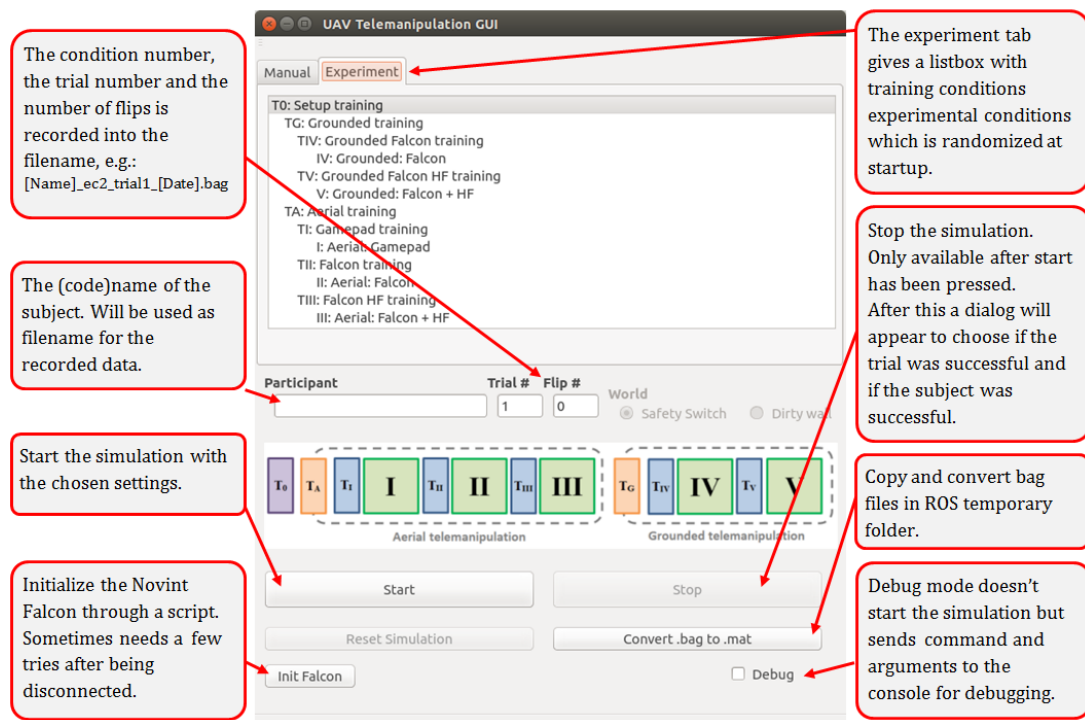 UAV Telemanipulation GUI
The condition number,
the trial number and the
number of flips is
recorded into the
filename, e.g.:
[Name]_ec2_trial1_[Date].bag
The (code)name of the
subject. Will be used as
filename for the
recorded data.
Start the simulation with
the chosen settings.
Initialize the Novint
Falcon through a script.
Sometimes needs a few
tries after being
disconnected.
Manual
Experiment
T0: Setup training
TG: Grounded training
TIV: Grounded Falcon training
IV: Grounded: Falcon
TV: Grounded Falcon HF training
V: Grounded: Falcon + HF
TA: Aerial training
TI: Gamepad training
I: Aerial: Gamepad
TII: Falcon training
II: Aerial: Falcon
TIII: Falcon HF training
III: Aerial: Falcon + HF
Participant Trial # Flip # World
1 0 Safety Switch Dirty wall
T0 TA TI I TII II TIII III TG TIV IV TV V
Aerial telemanipulation Grounded telemanipulation
Start Stop
Reset Simulation Convert .bag to .mat
Init Falcon Debug
The experiment tab
gives a listbox with
training conditions
experimental conditions
which is randomized at
startup.
Stop the simulation.
Only available after start
has been pressed.
After this a dialog will
appear to choose if the
trial was successful and
if the subject was
successful.
Copy and convert bag
files in ROS temporary
folder.
Debug mode doesn't
start the simulation but
sends command and
arguments to the
console for debugging.